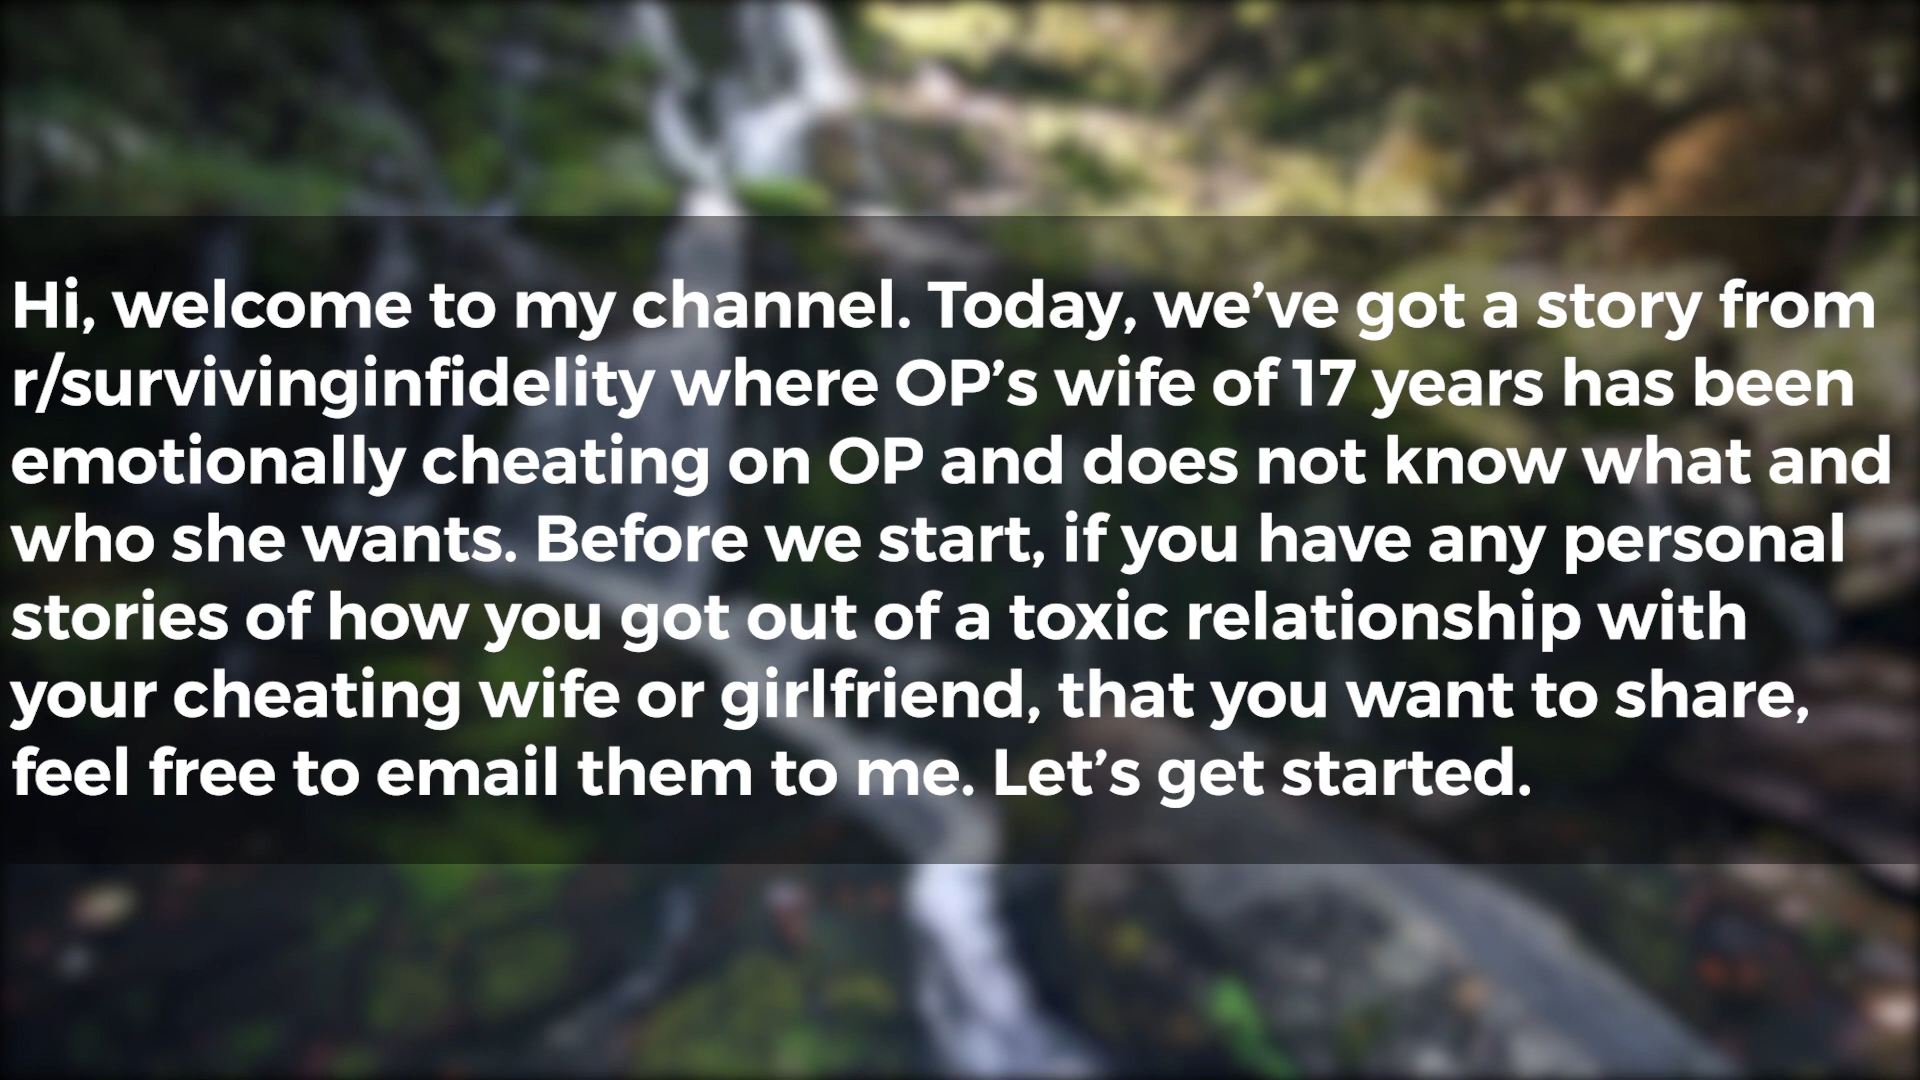 Hi, welcome to my channel. Today, we’ve got a story from
r/survivinginfidelity where OP’s wife of 17 years has been
emotionally cheating on OP and does not know what and
who she wants. Before we start, if you have any personal
stories of how you got out of a toxic relationship with
your cheating wife or girlfriend, that you want to share,
feel free to email them to me. Let’s get started.